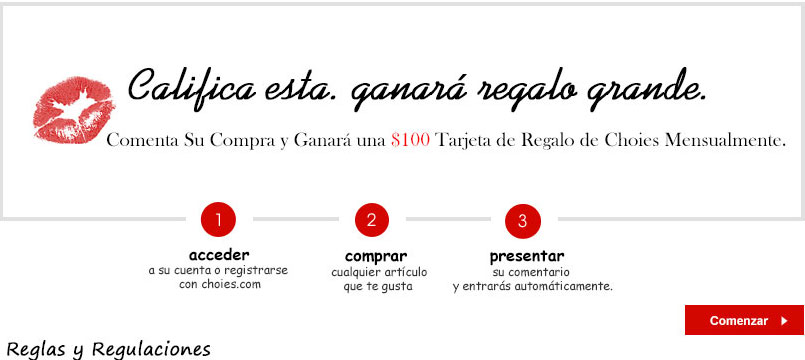 Califica esta. ganará regalo grande.
Comenta Su Compra y Ganará una $100 Tarjeta de Regalo de Choies Mensualmente.
1
acceder
a su cuenta o registrarse
con choies.com
2
comprar
cualquier artículo
que te gusta
3
presentar
su comentario
y entrarás automáticamente.
Comenzar
Reglas y Regulaciones